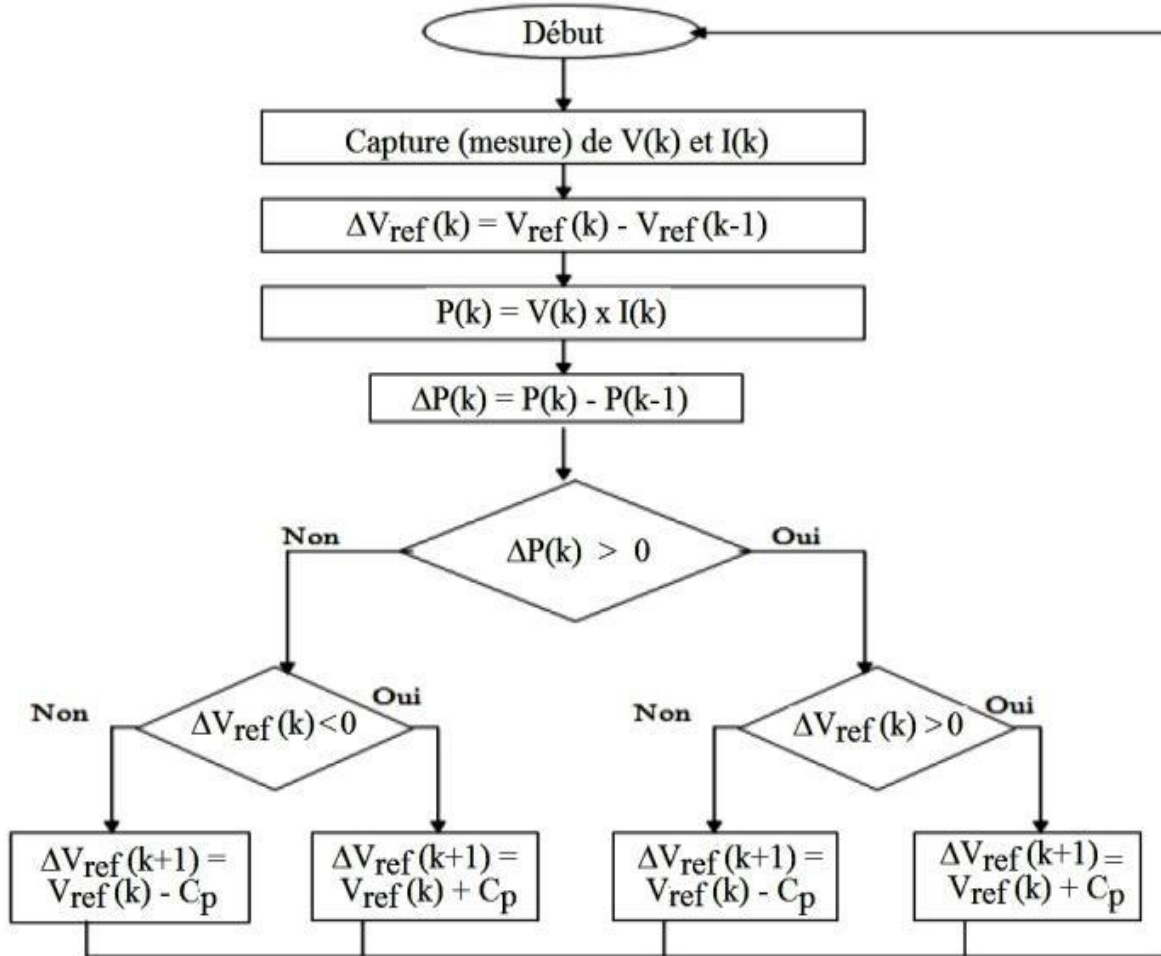 Début
Capture (mesure) de V(k) et I(k)
ΔVref (k) = Vref (k) - Vref (k-1)
P(k) = V(k) x I(k)
ΔP(k) = P(k) - P(k-1)
Non
Oui
ΔP(k) > 0
Non
Oui
ΔVref (k)<0
Non
Oui
ΔVref (k) >0
ΔVref (k+1) =
Vref (k) - Cp
ΔVref (k+1) =
Vref (k) + Cp
ΔVref (k+1) =
Vref (k) - Cp
ΔVref (k+1) =
Vref (k) + Cp